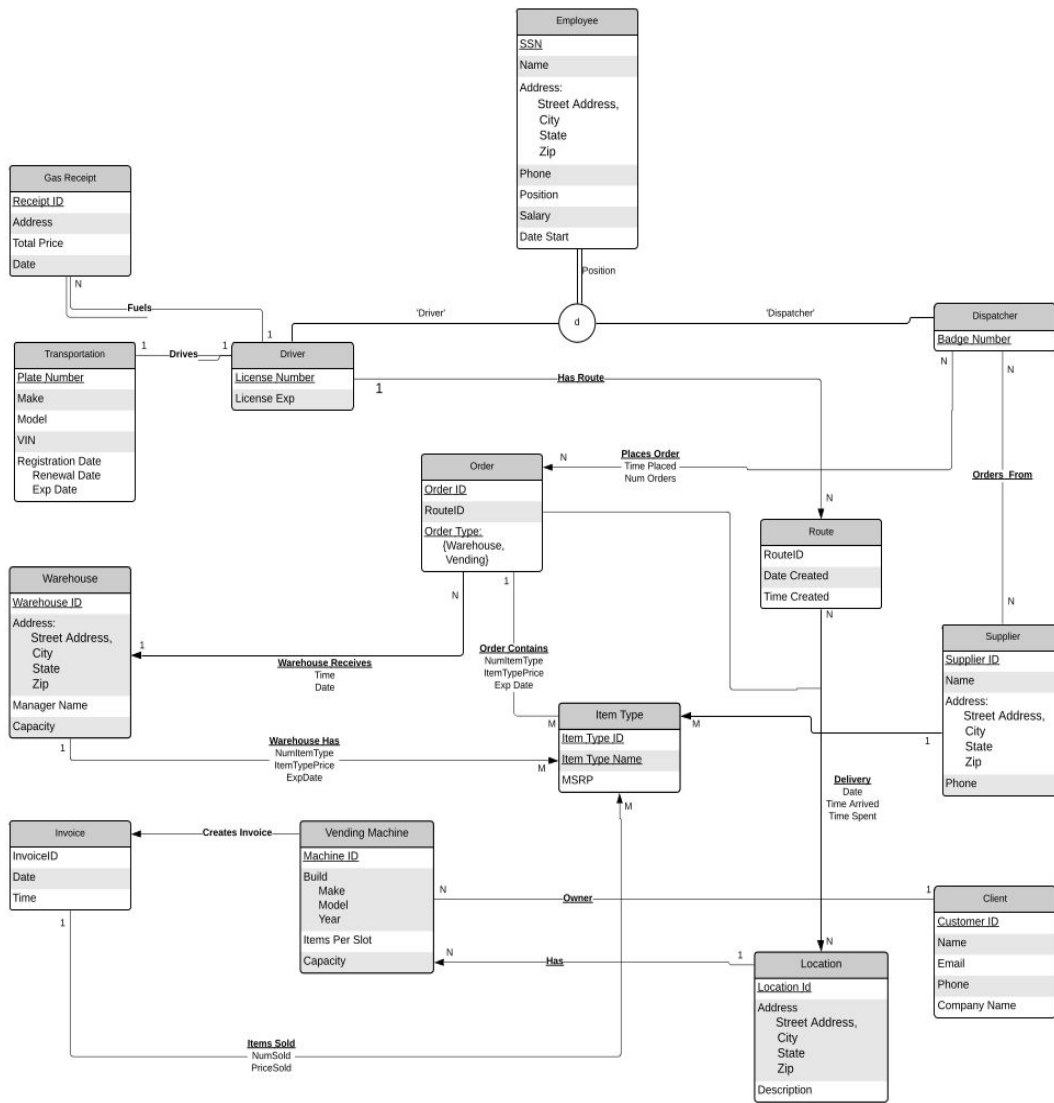 Employee
SSN
Name
Address:
Street Address,
City
State
Zip
Phone
Position
Salary
Date Start
Position
d
'Driver'
'Dispatcher'
Gas Receipt
Receipt ID
Address
Total Price
Date
N
Fuels
1
Transportation
Plate Number
Make
Model
VIN
Registration Date
Renewal Date
Exp Date
1
Drives
1
Driver
License Number
License Exp
1
Has Route
N
Dispatcher
Badge Number
N
N
Places Order
Time Placed
Num Orders
N
Orders From
N
Order
Order ID
RouteID
Order Type:
{Warehouse,
Vending}
N
1
Route
RouteID
Date Created
Time Created
N
Warehouse
Warehouse ID
Address:
Street Address,
City
State
Zip
Manager Name
Capacity
1
1
Warehouse Receives
Time
Date
Order Contains
NumItemType
ItemTypePrice
Exp Date
M
Supplier
Supplier ID
Name
Address:
Street Address,
City
State
Zip
Phone
1
M
Item Type
Item Type ID
Item Type Name
MSRP
M
M
Warehouse Has
NumItemType
ItemTypePrice
ExpDate
Delivery
Date
Time Arrived
Time Spent
N
Invoice
InvoiceID
Date
Time
1
Creates Invoice
Vending Machine
Machine ID
Build
Make
Model
Year
Items Per Slot
Capacity
N
Owner
1
N
Has
1
Client
Customer ID
Name
Email
Phone
Company Name
Location
Location Id
Address
Street Address,
City
State
Zip
Description
Items Sold
NumSold
PriceSold